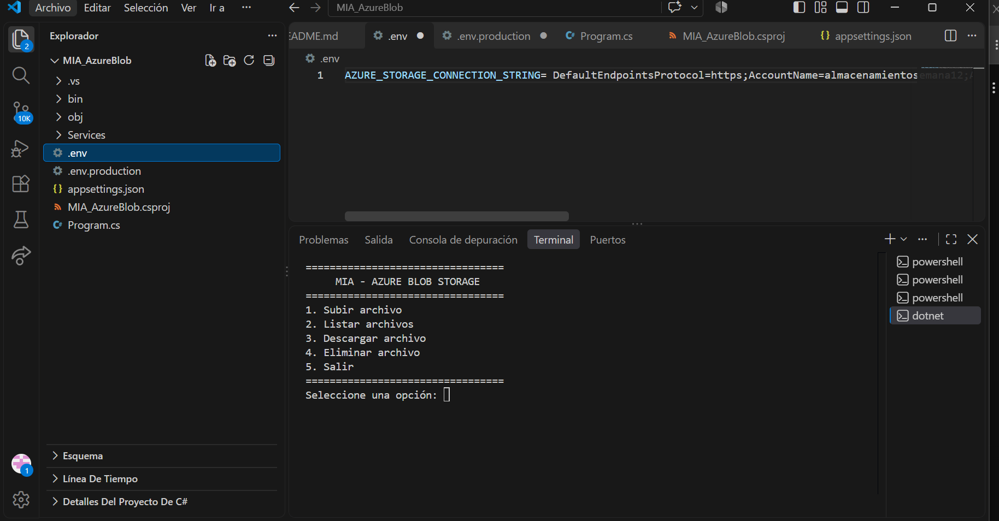 Archivo Editar Selección Ver Ir a ··· MIA_AzureBlob
Explorador ···
2
EADME.md .env .env.production Program.cs MIA_AzureBlob.csproj appsettings.json ···
MIA_AzureBlob
.env
1 AZURE_STORAGE_CONNECTION_STRING= DefaultEndpointsProtocol=https;AccountName=almacenamientosemana12;
.vs
bin
obj
10K
Services
.env
.env.production
appsettings.json
MIA_AzureBlob.csproj
Program.cs
Problemas Salida Consola de depuración Terminal Puertos ···
=================================
MIA - AZURE BLOB STORAGE
=================================
1. Subir archivo
2. Listar archivos
3. Descargar archivo
4. Eliminar archivo
5. Salir
=================================
Seleccione una opción:
powershell
powershell
powershell
dotnet
Esquema
1
Línea De Tiempo
Detalles Del Proyecto De C#